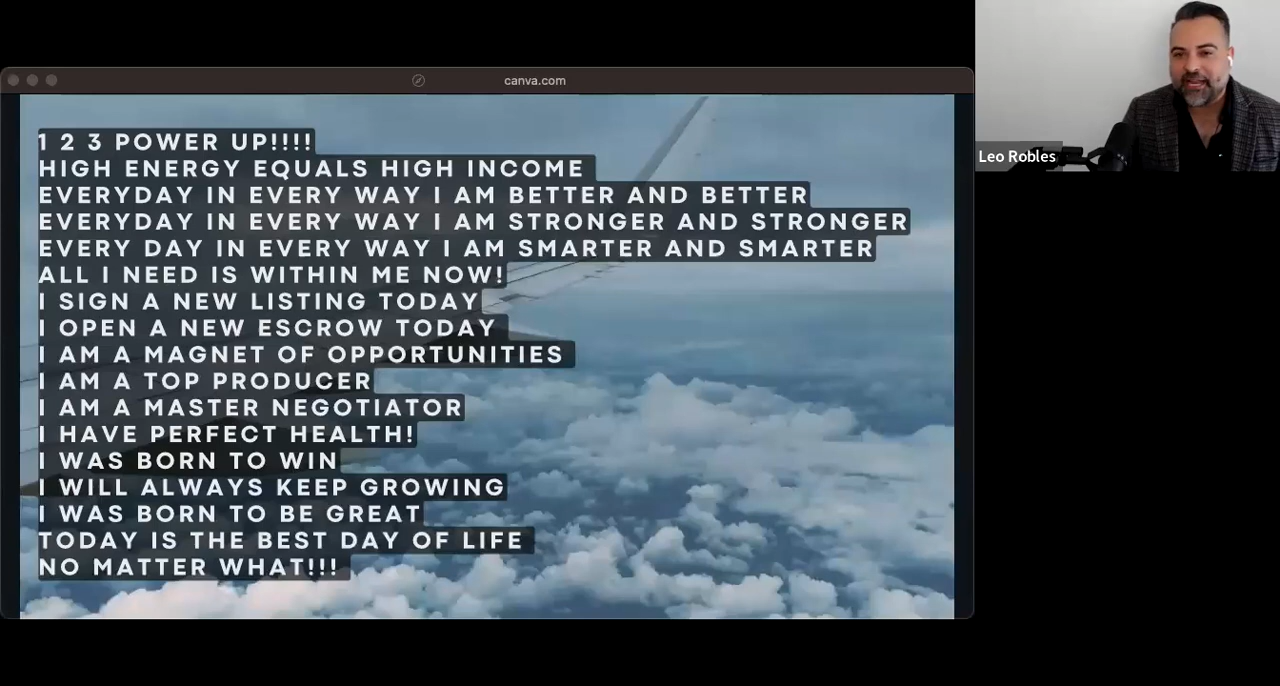 canva.com
1 2 3 POWER UP!!!!
HIGH ENERGY EQUALS HIGH INCOME
EVERYDAY IN EVERY WAY I AM BETTER AND BETTER
EVERYDAY IN EVERY WAY I AM STRONGER AND STRONGER
EVERY DAY IN EVERY WAY I AM SMARTER AND SMARTER
ALL I NEED IS WITHIN ME NOW!
I SIGN A NEW LISTING TODAY
I OPEN A NEW ESCROW TODAY
I AM A MAGNET OF OPPORTUNITIES
I AM A TOP PRODUCER
I AM A MASTER NEGOTIATOR
I HAVE PERFECT HEALTH!
I WAS BORN TO WIN
I WILL ALWAYS KEEP GROWING
I WAS BORN TO BE GREAT
TODAY IS THE BEST DAY OF LIFE
NO MATTER WHAT!!!
Leo Robles